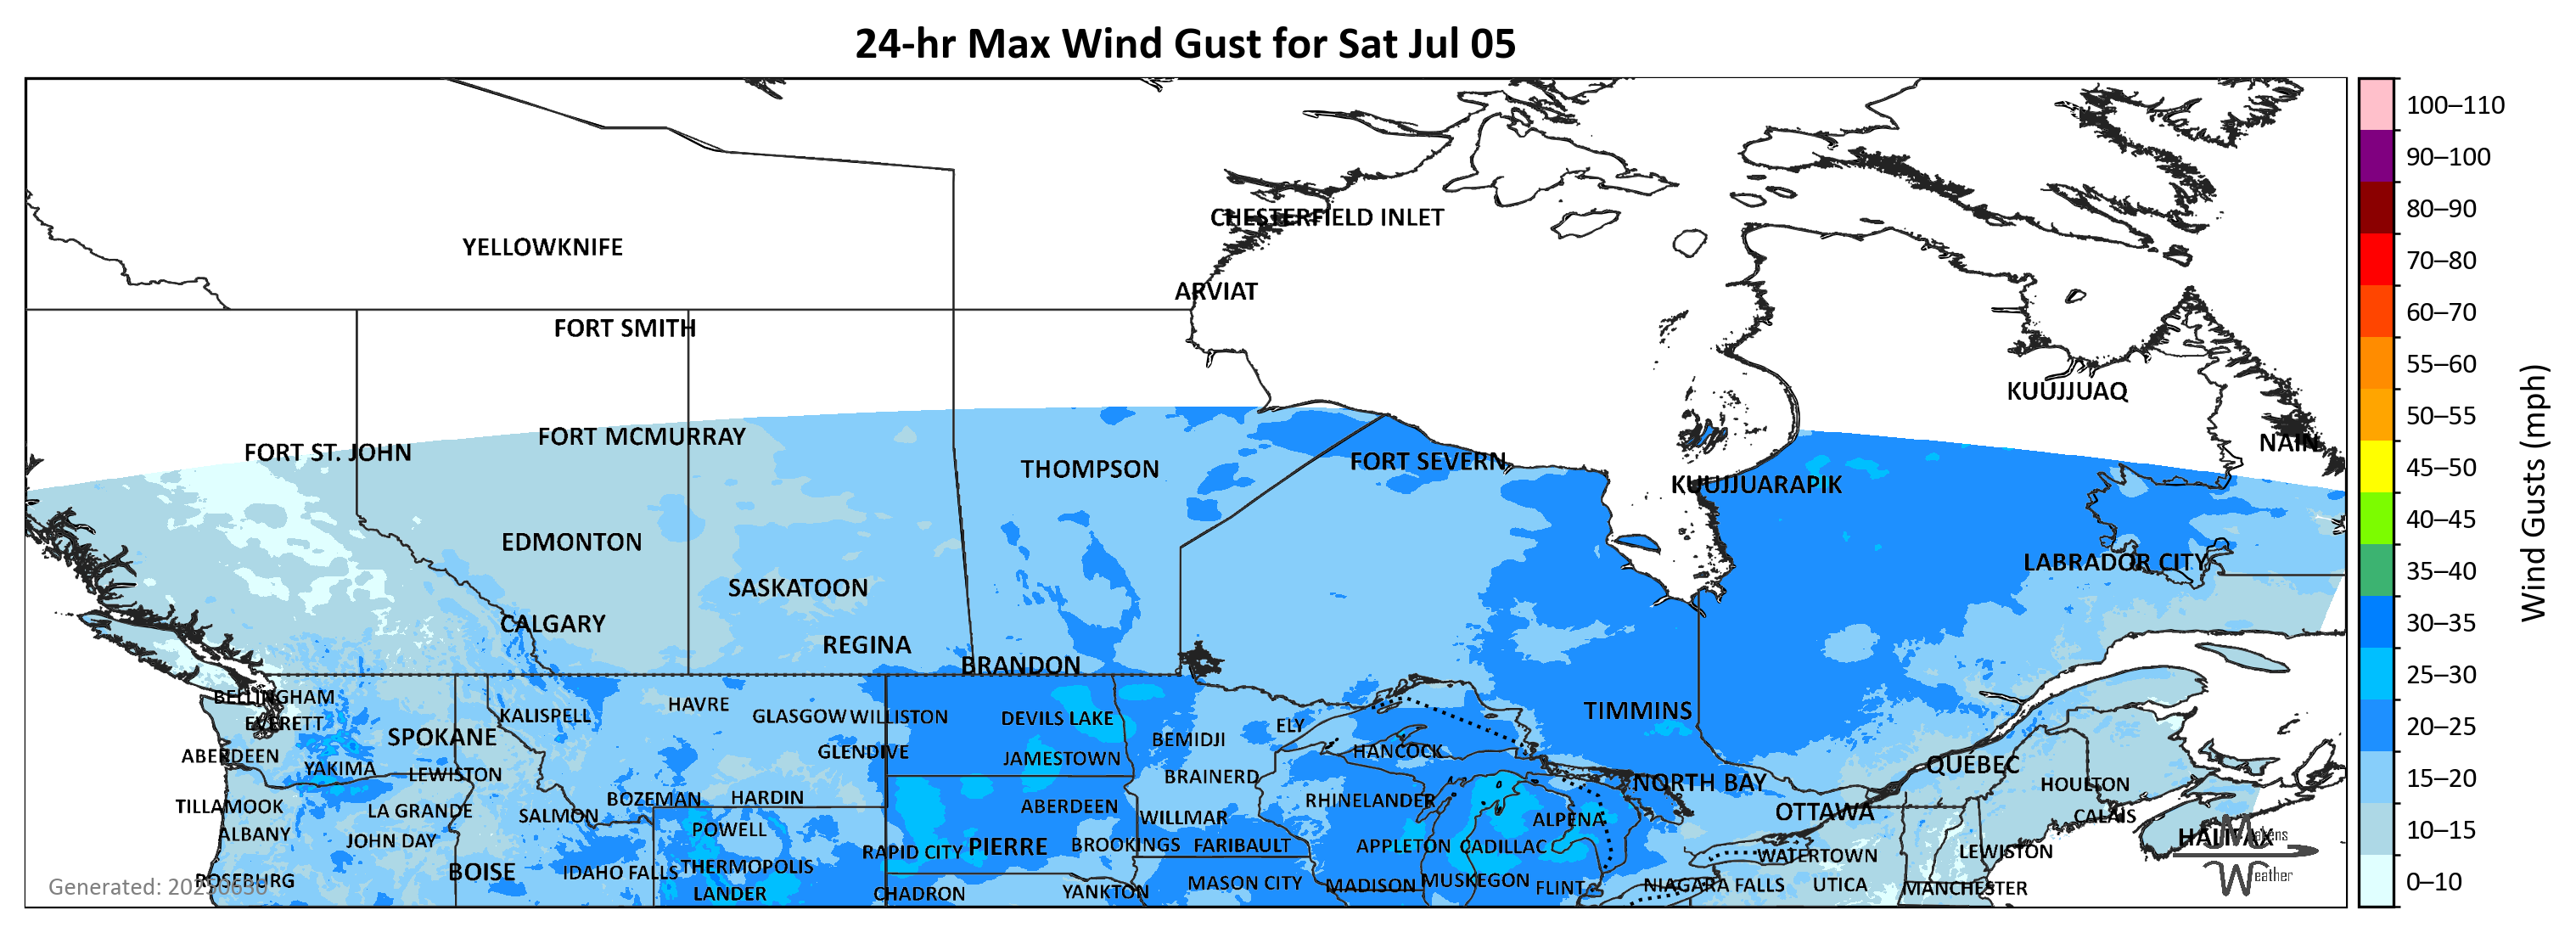 24-hr Max Wind Gust for Sat Jul 05
100–110
90–100
80–90
70–80
60–70
55–60
50–55
45–50
40–45
35–40
30–35
25–30
20–25
15–20
10–15
0–10
Wind Gusts (mph)
CHESTERFIELD INLET
YELLOWKNIFE
ARVIAT
FORT SMITH
KUUJJUAQ
FORT MCMURRAY
NAIN
FORT ST. JOHN
FORT SEVERN
THOMPSON
KUUJJUARAPIK
EDMONTON
LABRADOR CITY
SASKATOON
CALGARY
REGINA
BRANDON
BELLINGHAM
HAVRE
TIMMINS
KALISPELL
GLASGOW
WILLISTON
DEVILS LAKE
EVERETT
ELY
SPOKANE
BEMIDJI
GLENDIVE
HANCOCK
ABERDEEN
JAMESTOWN
QUEBEC
YAKIMA
LEWISTON
BRAINERD
NORTH BAY
HOULTON
BOZEMAN
HARDIN
RHINELANDER
TILLAMOOK
ABERDEEN
LA GRANDE
OTTAWA
SALMON
CALAIS
WILLMAR
ALPENA
POWELL
ALBANY
HALIFAX
JOHN DAY
PIERRE
BROOKINGS
FARIBAULT
APPLETON
CADILLAC
RAPID CITY
LEWISTON
WATERTOWN
THERMOPOLIS
BOISE
IDAHO FALLS
ROSEBURG
MUSKEGON
MASON CITY
MADISON
FLINT
NIAGARA FALLS
UTICA
MANCHESTER
LANDER
CHADRON
YANKTON
Weather